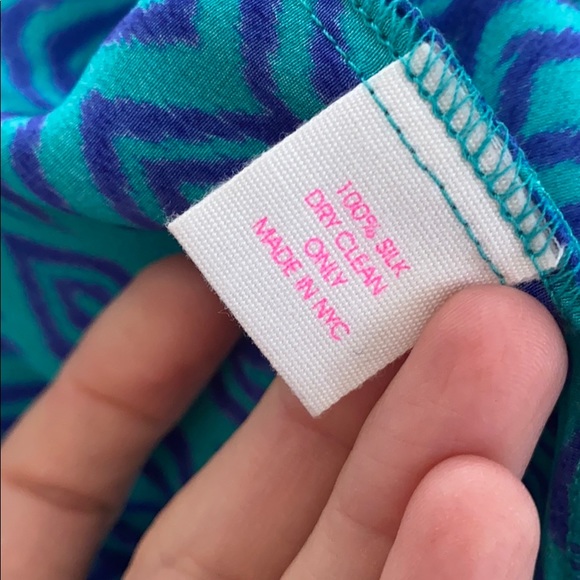 100% SILK
DRY CLEAN
ONLY
MADE IN NYC